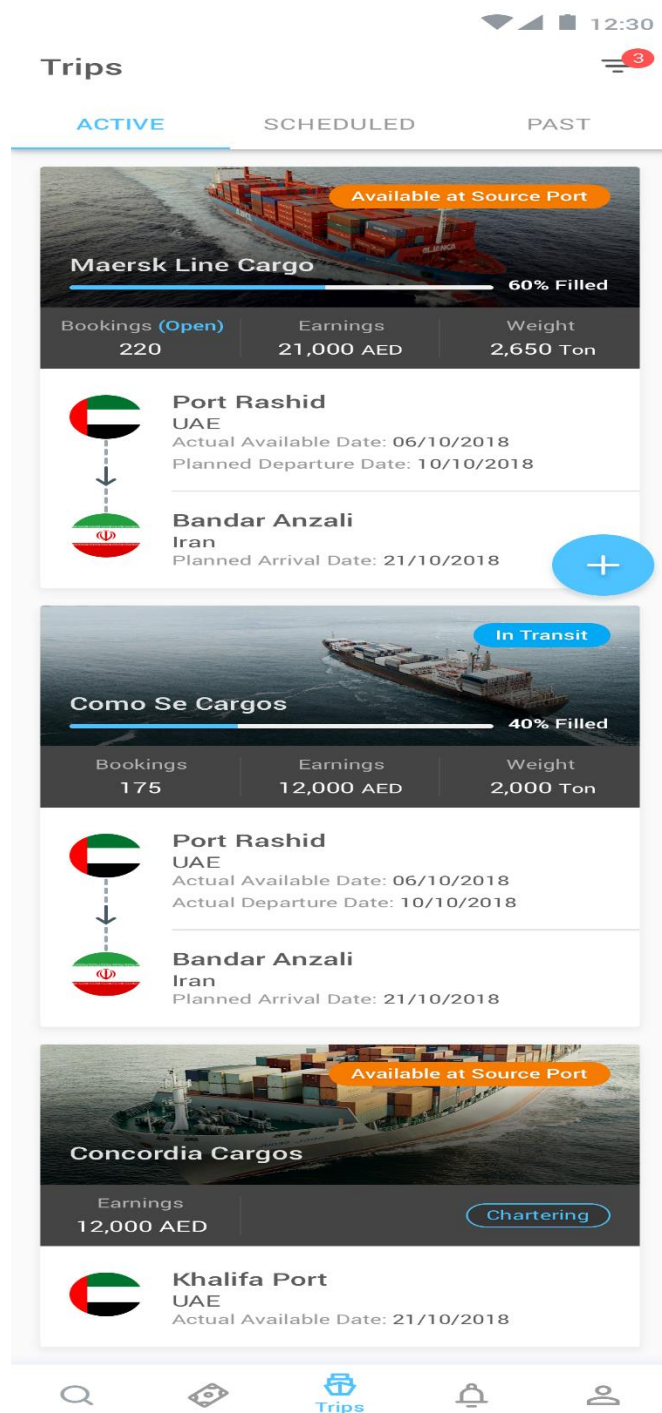 12:30
Trips
3
ACTIVE SCHEDULED PAST
Available at Source Port
ALIANCA
Maersk Line Cargo
60% Filled
Bookings (Open) Earnings Weight
220 21,000 AED 2,650 Ton
Port Rashid
UAE
Actual Available Date: 06/10/2018
Planned Departure Date: 10/10/2018
Bandar Anzali
Iran
Planned Arrival Date: 21/10/2018
+
In Transit
Como Se Cargos
40% Filled
Bookings Earnings Weight
175 12,000 AED 2,000 Ton
Port Rashid
UAE
Actual Available Date: 06/10/2018
Actual Departure Date: 10/10/2018
Bandar Anzali
Iran
Planned Arrival Date: 21/10/2018
Available at Source Port
Concordia Cargos
Earnings
12,000 AED
Chartering
Khalifa Port
UAE
Actual Available Date: 21/10/2018
Trips